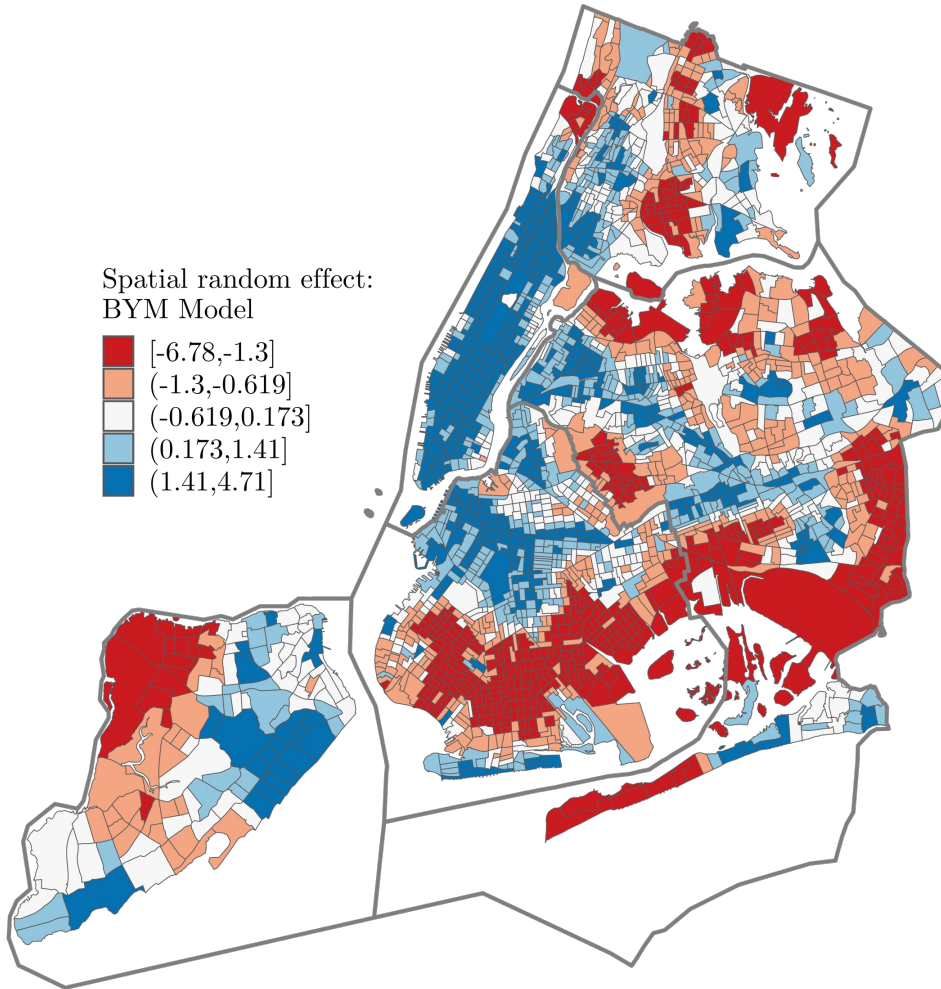 Spatial random effect:
BYM Model
[-6.78,-1.3]
(-1.3,-0.619]
(-0.619,0.173]
(0.173,1.41]
(1.41,4.71]